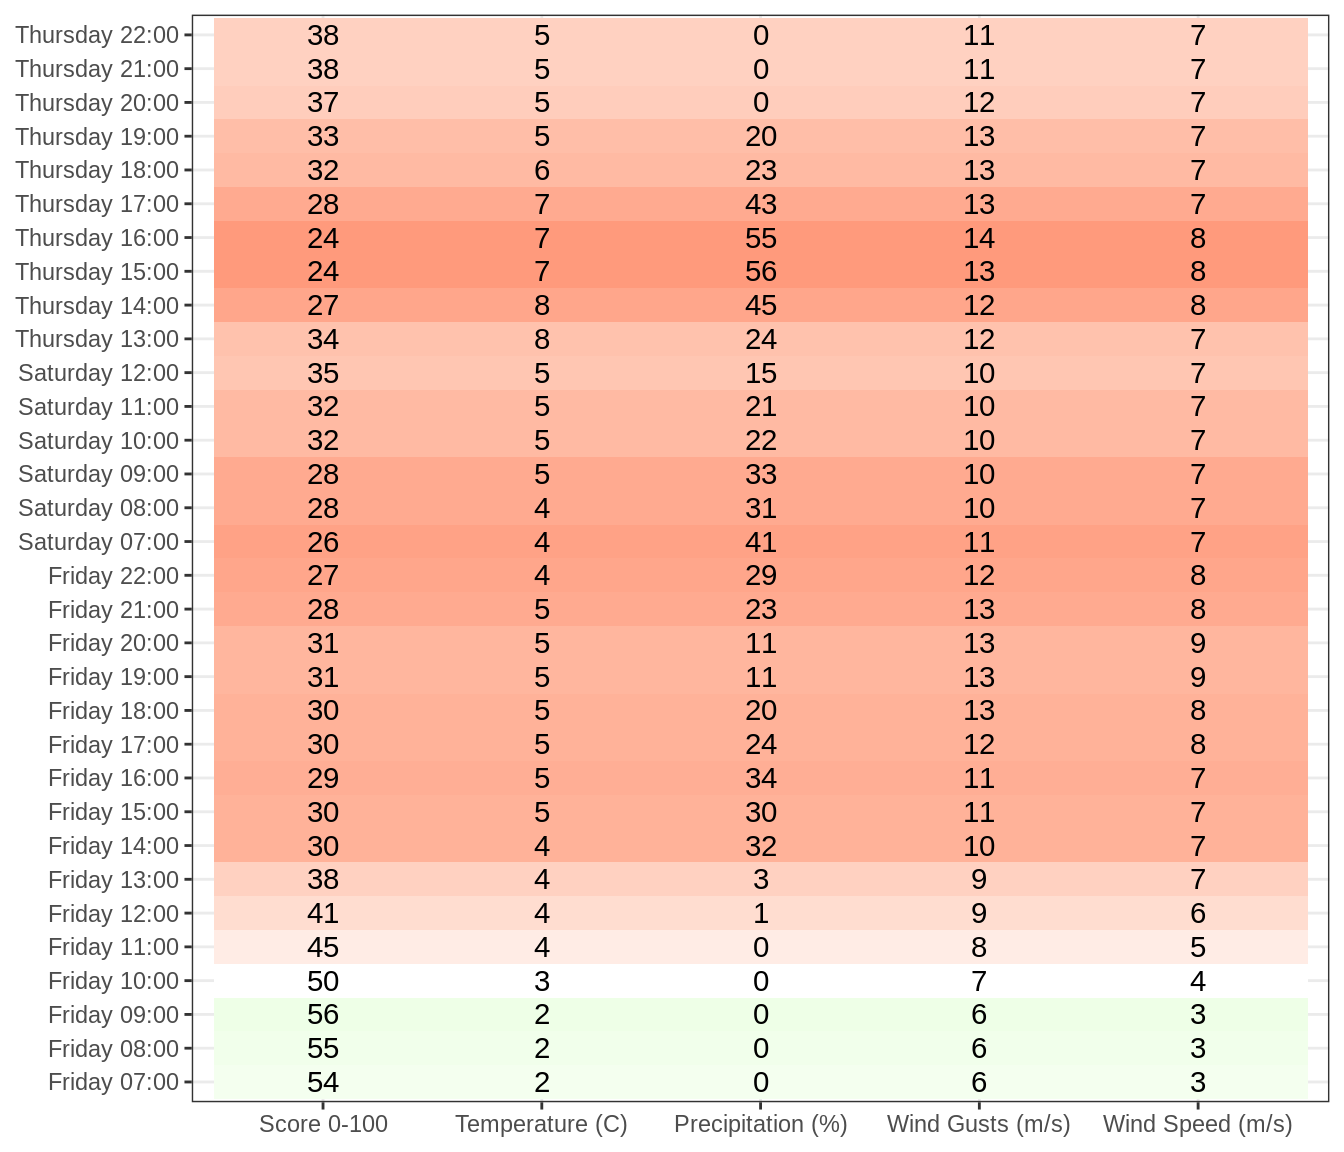 Thursday 22:00 38 5 0 11 7
Thursday 21:00 38 5 0 11 7
Thursday 20:00 37 5 0 12 7
Thursday 19:00 33 5 20 13 7
Thursday 18:00 32 6 23 13 7
Thursday 17:00 28 7 43 13 7
Thursday 16:00 24 7 55 14 8
Thursday 15:00 24 7 56 13 8
Thursday 14:00 27 8 45 12 8
Thursday 13:00 34 8 24 12 7
Saturday 12:00 35 5 15 10 7
Saturday 11:00 32 5 21 10 7
Saturday 10:00 32 5 22 10 7
Saturday 09:00 28 5 33 10 7
Saturday 08:00 28 4 31 10 7
Saturday 07:00 26 4 41 11 7
Friday 22:00 27 4 29 12 8
Friday 21:00 28 5 23 13 8
Friday 20:00 31 5 11 13 9
Friday 19:00 31 5 11 13 9
Friday 18:00 30 5 20 13 8
Friday 17:00 30 5 24 12 8
Friday 16:00 29 5 34 11 7
Friday 15:00 30 5 30 11 7
Friday 14:00 30 4 32 10 7
Friday 13:00 38 4 3 9 7
Friday 12:00 41 4 1 9 6
Friday 11:00 45 4 0 8 5
Friday 10:00 50 3 0 7 4
Friday 09:00 56 2 0 6 3
Friday 08:00 55 2 0 6 3
Friday 07:00 54 2 0 6 3
Score 0-100 Temperature (C) Precipitation (%) Wind Gusts (m/s) Wind Speed (m/s)